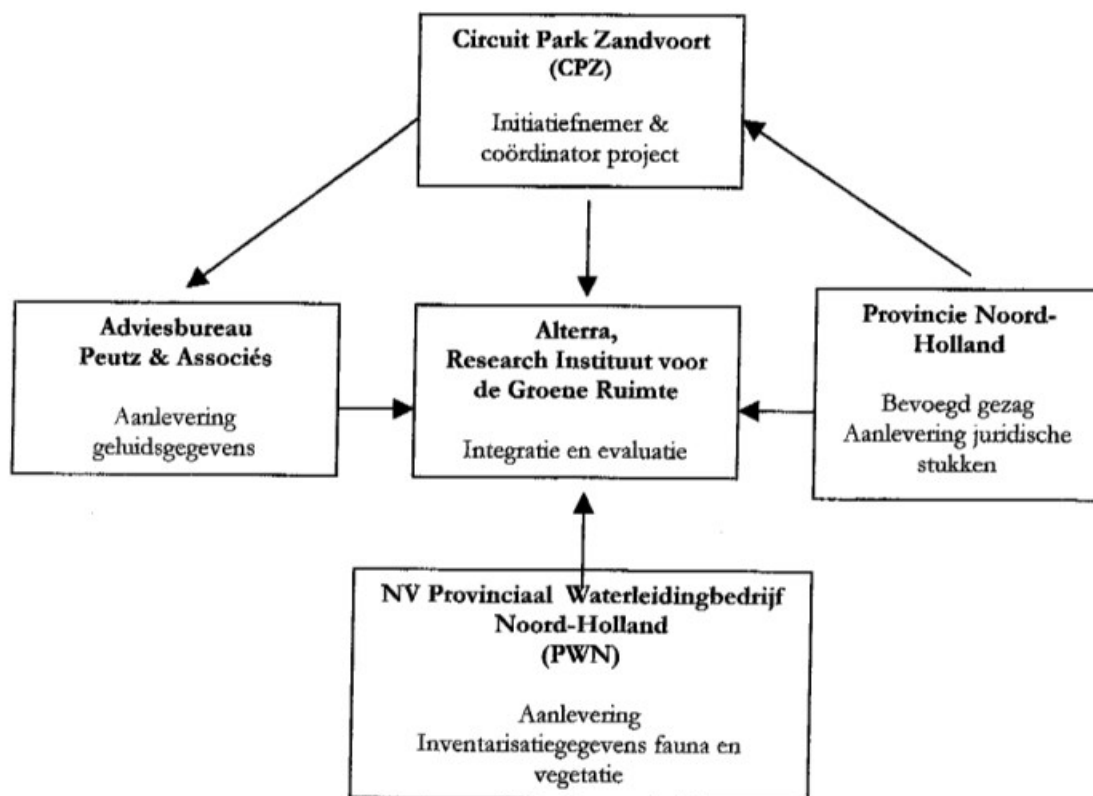 Circuit Park Zandvoort
(CPZ)
Initiatiefnemer &
coördinator project
Adviesbureau
Peutz & Associés
Aanlevering
geluidsgegevens
Alterra,
Research Instituut voor
de Groene Ruimte
Integratie en evaluatie
Provincie Noord-
Holland
Bevoegd gezag
Aanlevering juridische
stukken
NV Provinciaal Waterleidingbedrijf
Noord-Holland
(PWN)
Aanlevering
Inventarisatiegegevens fauna en
vegetatie